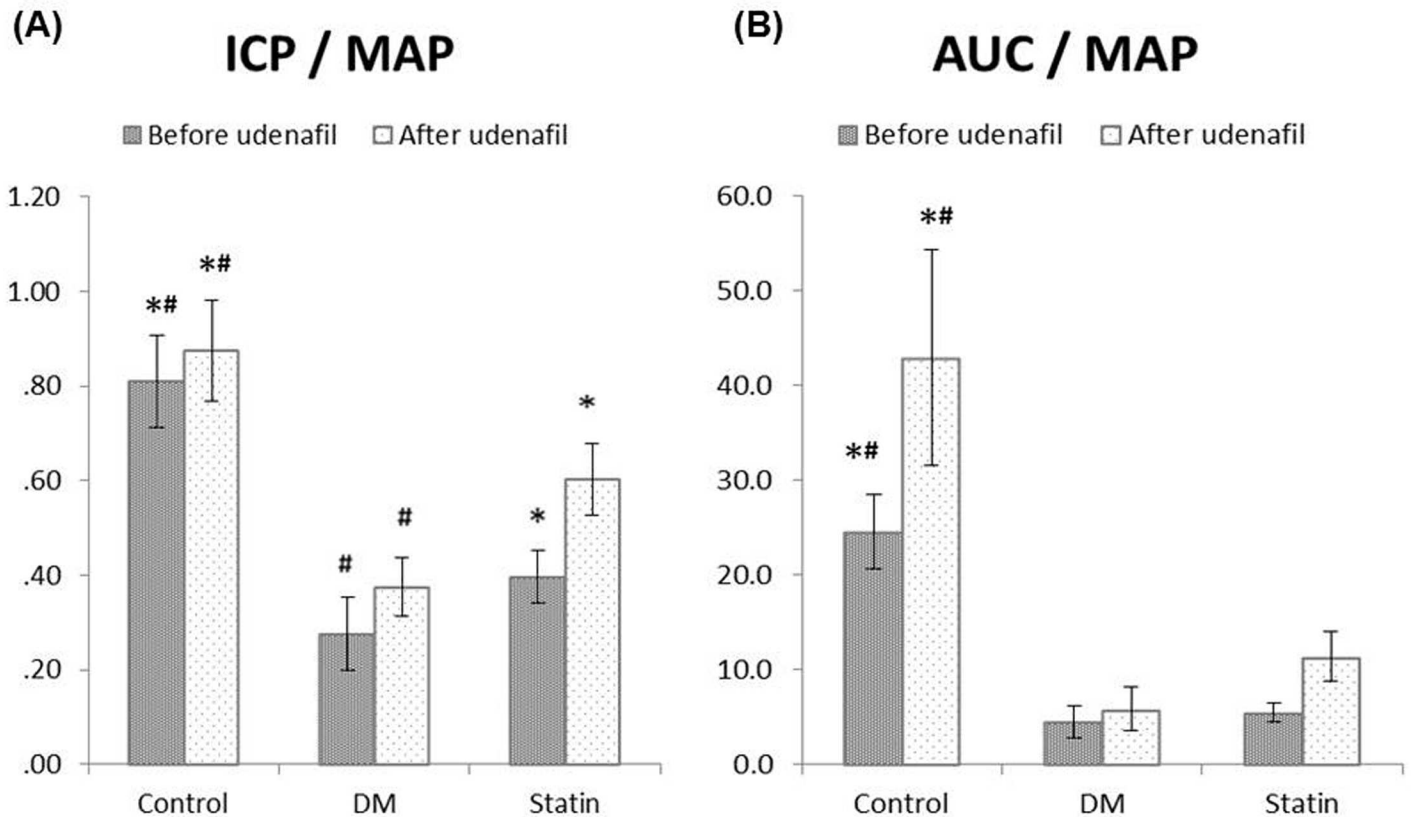 (A)
ICP / MAP
Before udenafil After udenafil
1.20
1.00
.80
.60
.40
.20
.00
*#
*#
#
#
*
*
Control DM Statin
(B)
AUC / MAP
Before udenafil After udenafil
60.0
50.0
40.0
30.0
20.0
10.0
0.0
*#
*#
Control DM Statin